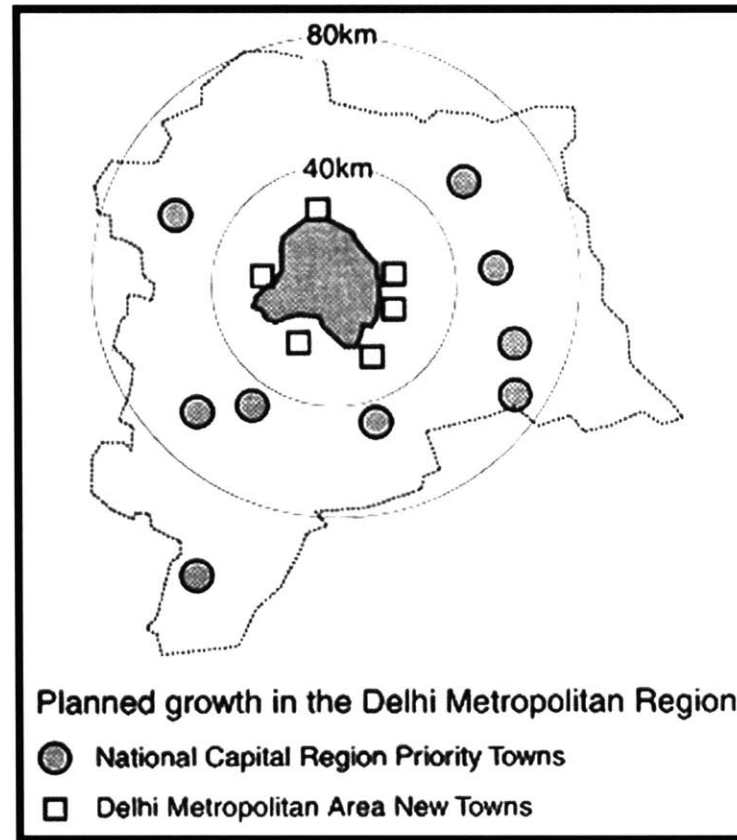 80km
40km
Planned growth in the Delhi Metropolitan Region
National Capital Region Priority Towns
Delhi Metropolitan Area New Towns